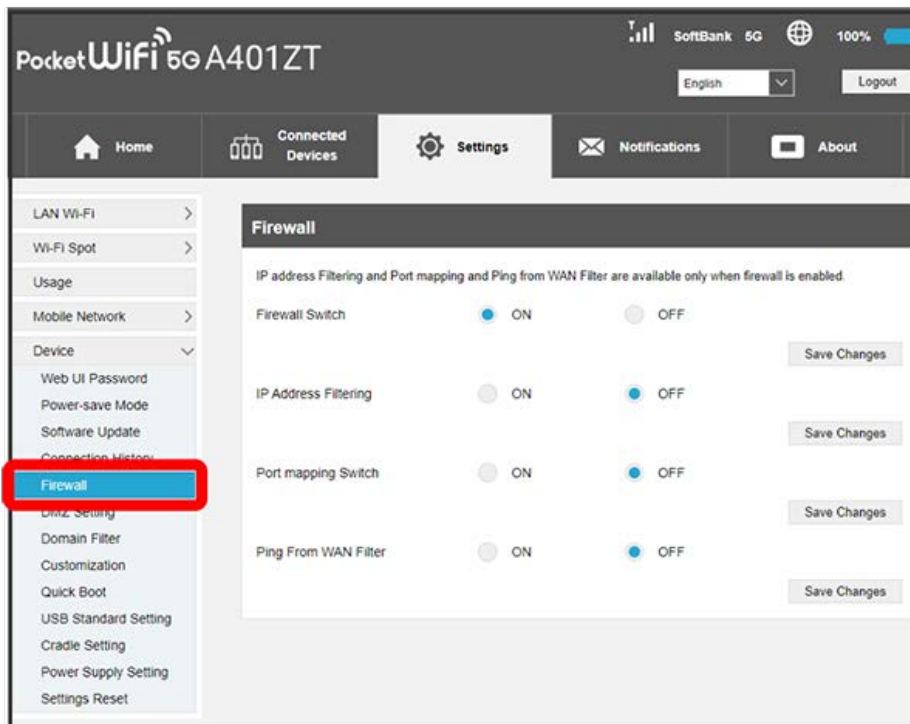 SoftBank 5G 100%
PocketWiFi 5G A401ZT
English Logout
Home Connected Devices Settings Notifications About
LAN Wi-Fi
Wi-Fi Spot
Usage
Mobile Network
Device
Web UI Password
Power-save Mode
Software Update
Connection History
Firewall
DMZ Setting
Domain Filter
Customization
Quick Boot
USB Standard Setting
Cradle Setting
Power Supply Setting
Settings Reset
Firewall
IP address Filtering and Port mapping and Ping from WAN Filter are available only when firewall is enabled.
Firewall Switch ON OFF
Save Changes
IP Address Filtering ON OFF
Save Changes
Port mapping Switch ON OFF
Save Changes
Ping From WAN Filter ON OFF
Save Changes